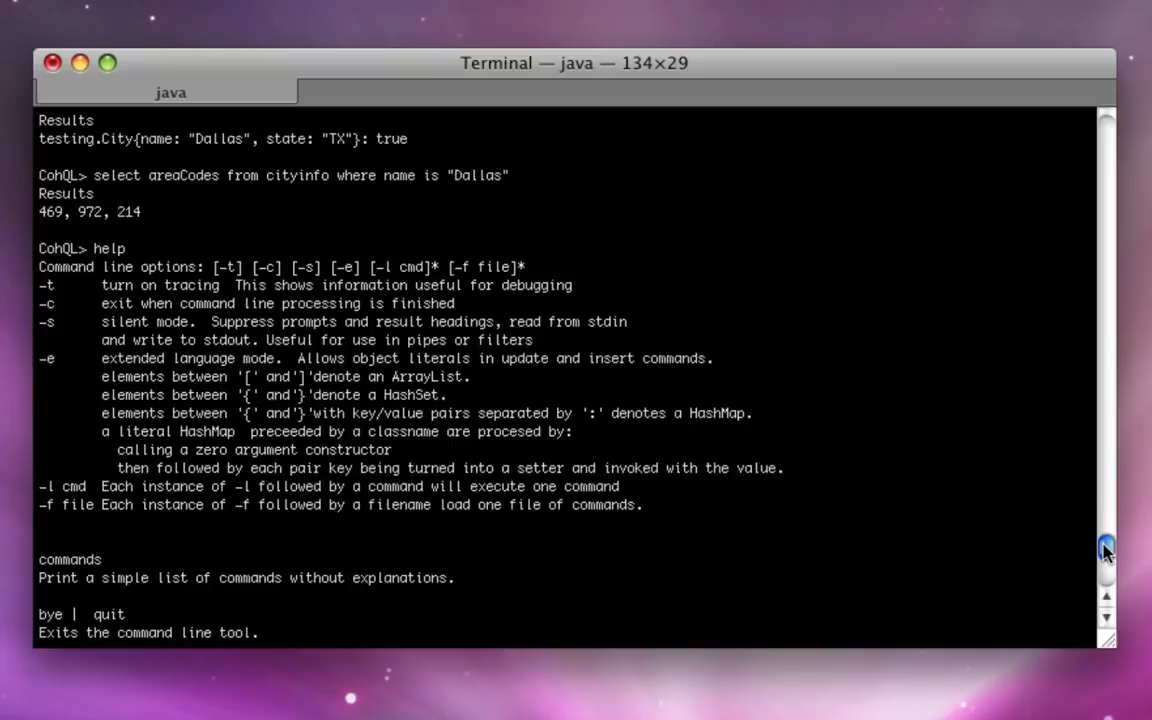 Terminal — java — 134×29
java
Results
testing.City{name: "Dallas", state: "TX"}: true
CohQL> select areaCodes from cityinfo where name is "Dallas"
Results
469, 972, 214
CohQL> help
Command line options: [-t] [-c] [-s] [-e] [-l cmd]* [-f file]*
-t      turn on tracing  This shows information useful for debugging
-c      exit when command line processing is finished
-s      silent mode.  Suppress prompts and result headings, read from stdin
        and write to stdout. Useful for use in pipes or filters
-e      extended language mode.  Allows object literals in update and insert commands.
        elements between '[' and']'denote an ArrayList.
        elements between '{' and'}'denote a HashSet.
        elements between '{' and'}'with key/value pairs separated by ':' denotes a HashMap.
        a literal HashMap  preceeded by a classname are procesed by:
          calling a zero argument constructor
          then followed by each pair key being turned into a setter and invoked with the value.
-l cmd  Each instance of -l followed by a command will execute one command
-f file Each instance of -f followed by a filename load one file of commands.
commands
Print a simple list of commands without explanations.
bye |  quit
Exits the command line tool.